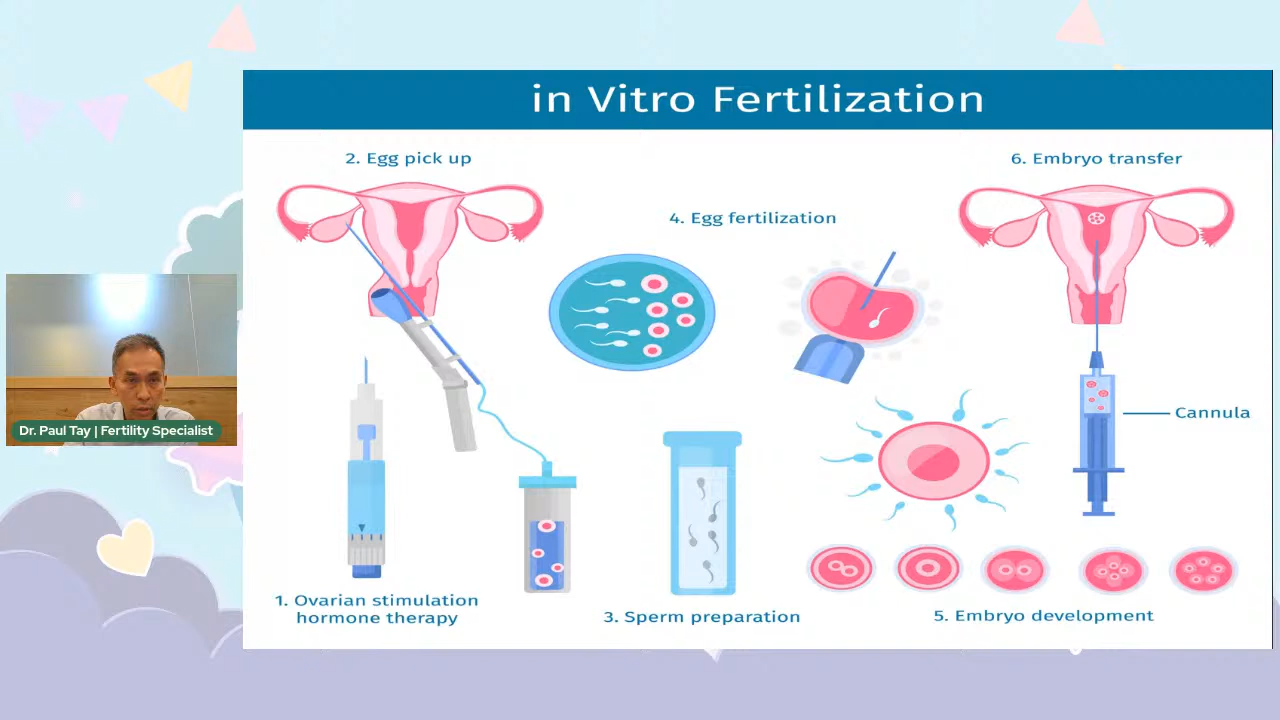 in Vitro Fertilization
2. Egg pick up
6. Embryo transfer
4. Egg fertilization
Cannula
Dr. Paul Tay | Fertility Specialist
1. Ovarian stimulation
hormone therapy
3. Sperm preparation
5. Embryo development